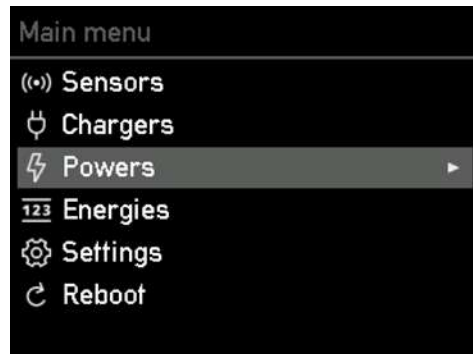 Main menu
Sensors
Chargers
Powers
123 Energies
Settings
Reboot